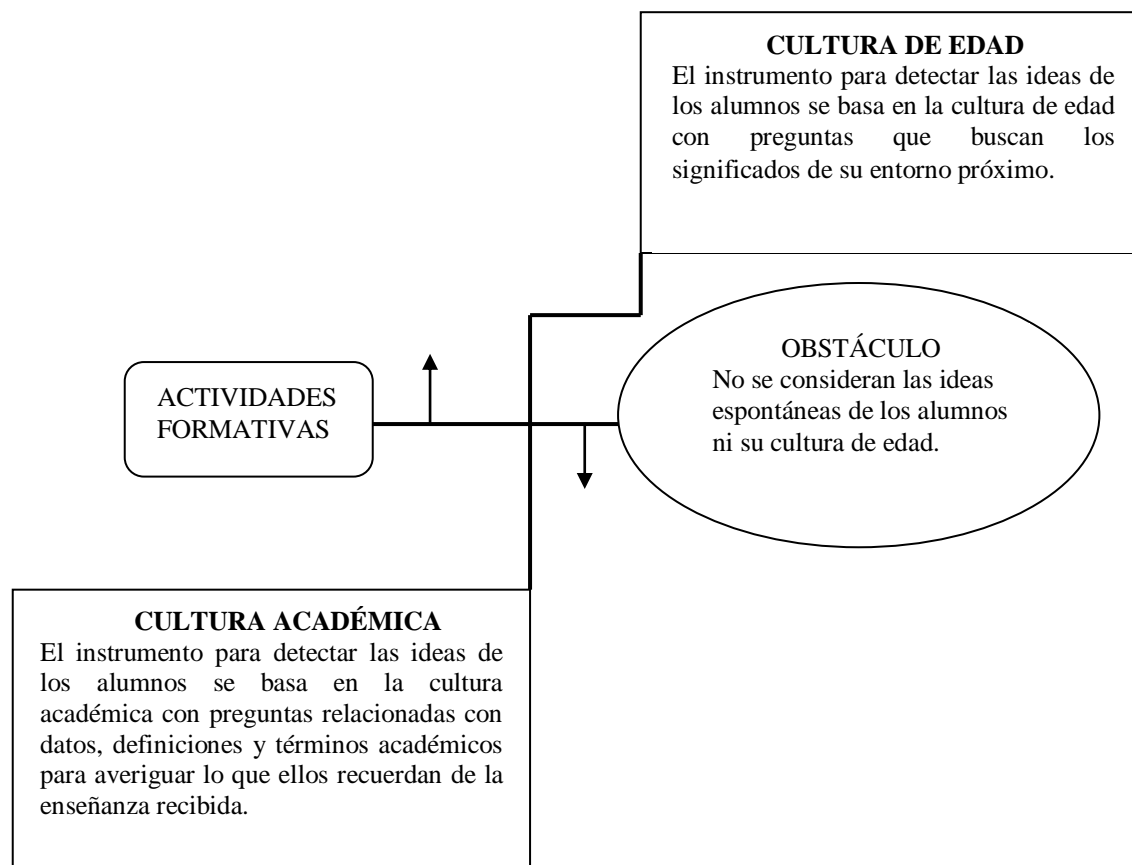 CULTURA DE EDAD
El instrumento para detectar las ideas de
los alumnos se basa en la cultura de edad
con preguntas que buscan los
significados de su entorno próximo.
OBSTÁCULO
No se consideran las ideas
espontáneas de los alumnos
ni su cultura de edad.
ACTIVIDADES
FORMATIVAS
CULTURA ACADÉMICA
El instrumento para detectar las ideas de
los alumnos se basa en la cultura
académica con preguntas relacionadas con
datos, definiciones y términos académicos
para averiguar lo que ellos recuerdan de la
enseñanza recibida.